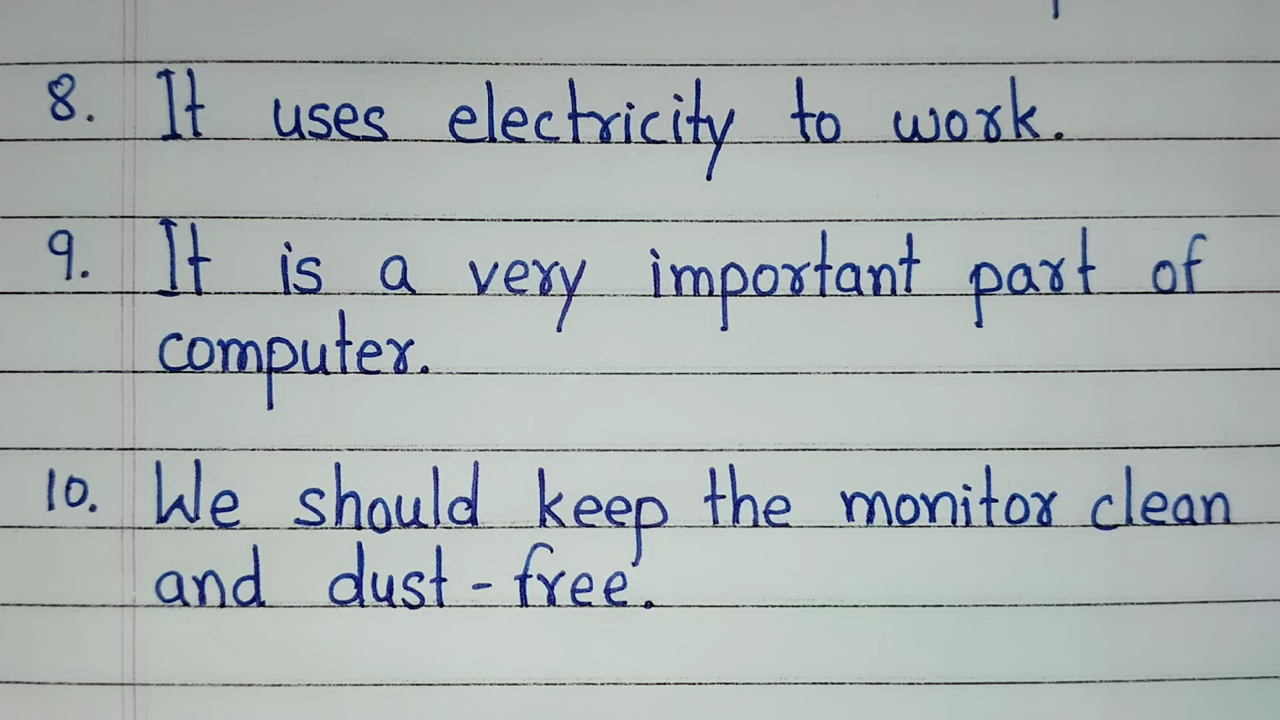 8. It uses electricity to work.
9. It is a very important part of
computer.
10. We should keep the monitor clean
and dust-free.